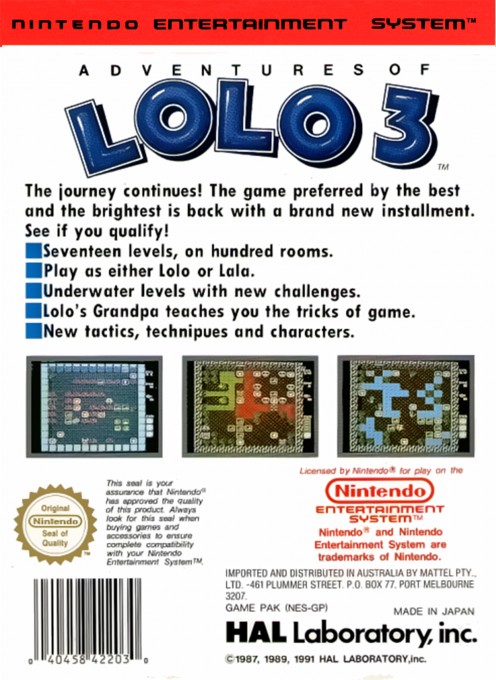 NINTENDO ENTERTAINMENT SYSTEM™
ADVENTURES OF
LOLO 3
TM
The journey continues! The game preferred by the best
and the brightest is back with a brand new installment.
See if you qualify!
Seventeen levels, on hundred rooms.
Play as either Lolo or Lala.
Underwater levels with new challenges.
Lolo's Grandpa teaches you the tricks of game.
New tactics, technipues and characters.
Original
Nintendo
Seal of
Quality
TM
This seal is your
assurance that Nintendo®
has approved the quality
of this product. Always
look for this seal when
buying games and
accessories to ensure
complete compatibility
with your Nintendo
Entertainment System™.
Licensed by Nintendo® for play on the
Nintendo
ENTERTAINMENT
SYSTEM™
Nintendo® and Nintendo
Entertainment System are
trademarks of Nintendo.
IMPORTED AND DISTRIBUTED IN AUSTRALIA BY MATTEL PTY.,
LTD. -461 PLUMMER STREET. P.O. BOX 77. PORT MELBOURNE
3207.
GAME PAK (NES-GP)
MADE IN JAPAN
HAL Laboratory, inc.
©1987, 1989, 1991 HAL LABORATORY,inc.
0 40458 42203 0